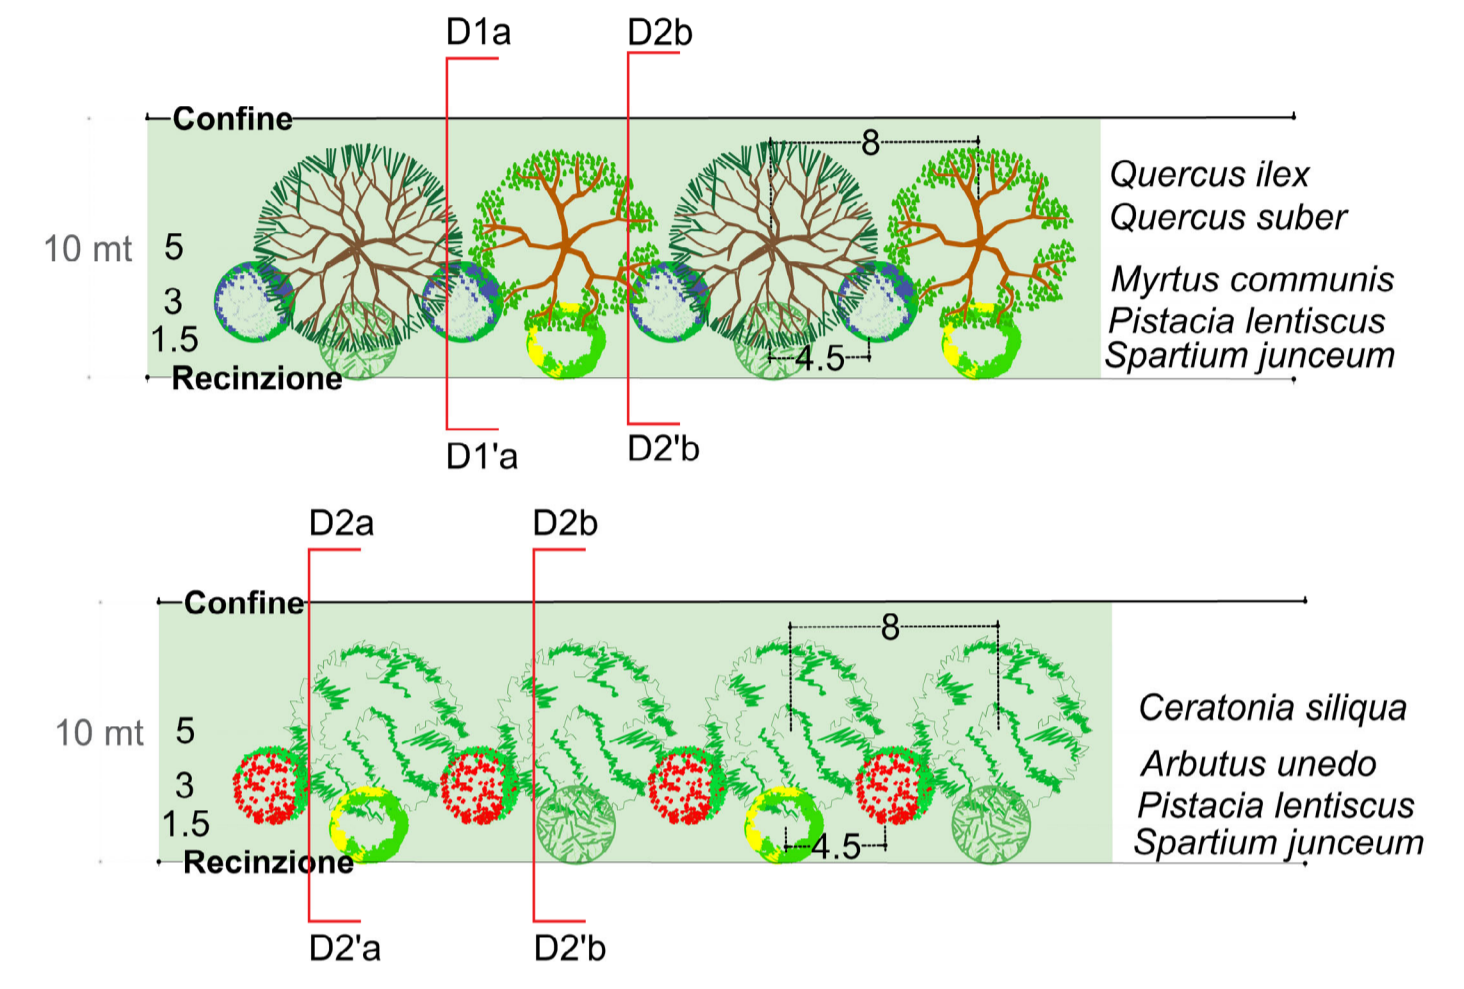 D1a
D2b
Confine
8
Quercus ilex
Quercus suber
10 mt
5
3
1.5
Myrtus communis
Pistacia lentiscus
Spartium junceum
4.5
Recinzione
D1'a
D2'b
D2a
D2b
Confine
8
Ceratonia siliqua
10 mt
5
3
1.5
Arbutus unedo
Pistacia lentiscus
Spartium junceum
4.5
Recinzione
D2'a
D2'b